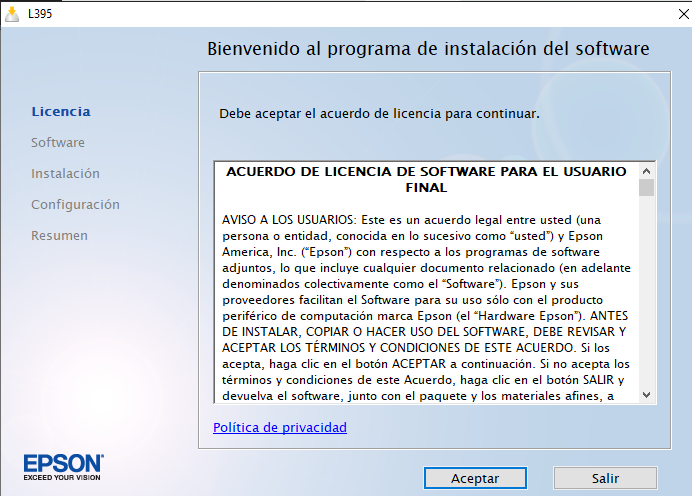 L395
Bienvenido al programa de instalación del software
Licencia
Software
Instalación
Configuración
Resumen
Debe aceptar el acuerdo de licencia para continuar.
ACUERDO DE LICENCIA DE SOFTWARE PARA EL USUARIO
FINAL
AVISO A LOS USUARIOS: Este es un acuerdo legal entre usted (una
persona o entidad, conocida en lo sucesivo como “usted”) y Epson
America, Inc. (“Epson”) con respecto a los programas de software
adjuntos, lo que incluye cualquier documento relacionado (en adelante
denominados colectivamente como el “Software”). Epson y sus
proveedores facilitan el Software para su uso sólo con el producto
periférico de computación marca Epson (el “Hardware Epson”). ANTES
DE INSTALAR, COPIAR O HACER USO DEL SOFTWARE, DEBE REVISAR Y
ACEPTAR LOS TÉRMINOS Y CONDICIONES DE ESTE ACUERDO. Si los
acepta, haga clic en el botón ACEPTAR a continuación. Si no acepta los
términos y condiciones de este Acuerdo, haga clic en el botón SALIR y
devuelva el software, junto con el paquete y los materiales afines, a
Política de privacidad
EPSON
EXCEED YOUR VISION
Aceptar
Salir